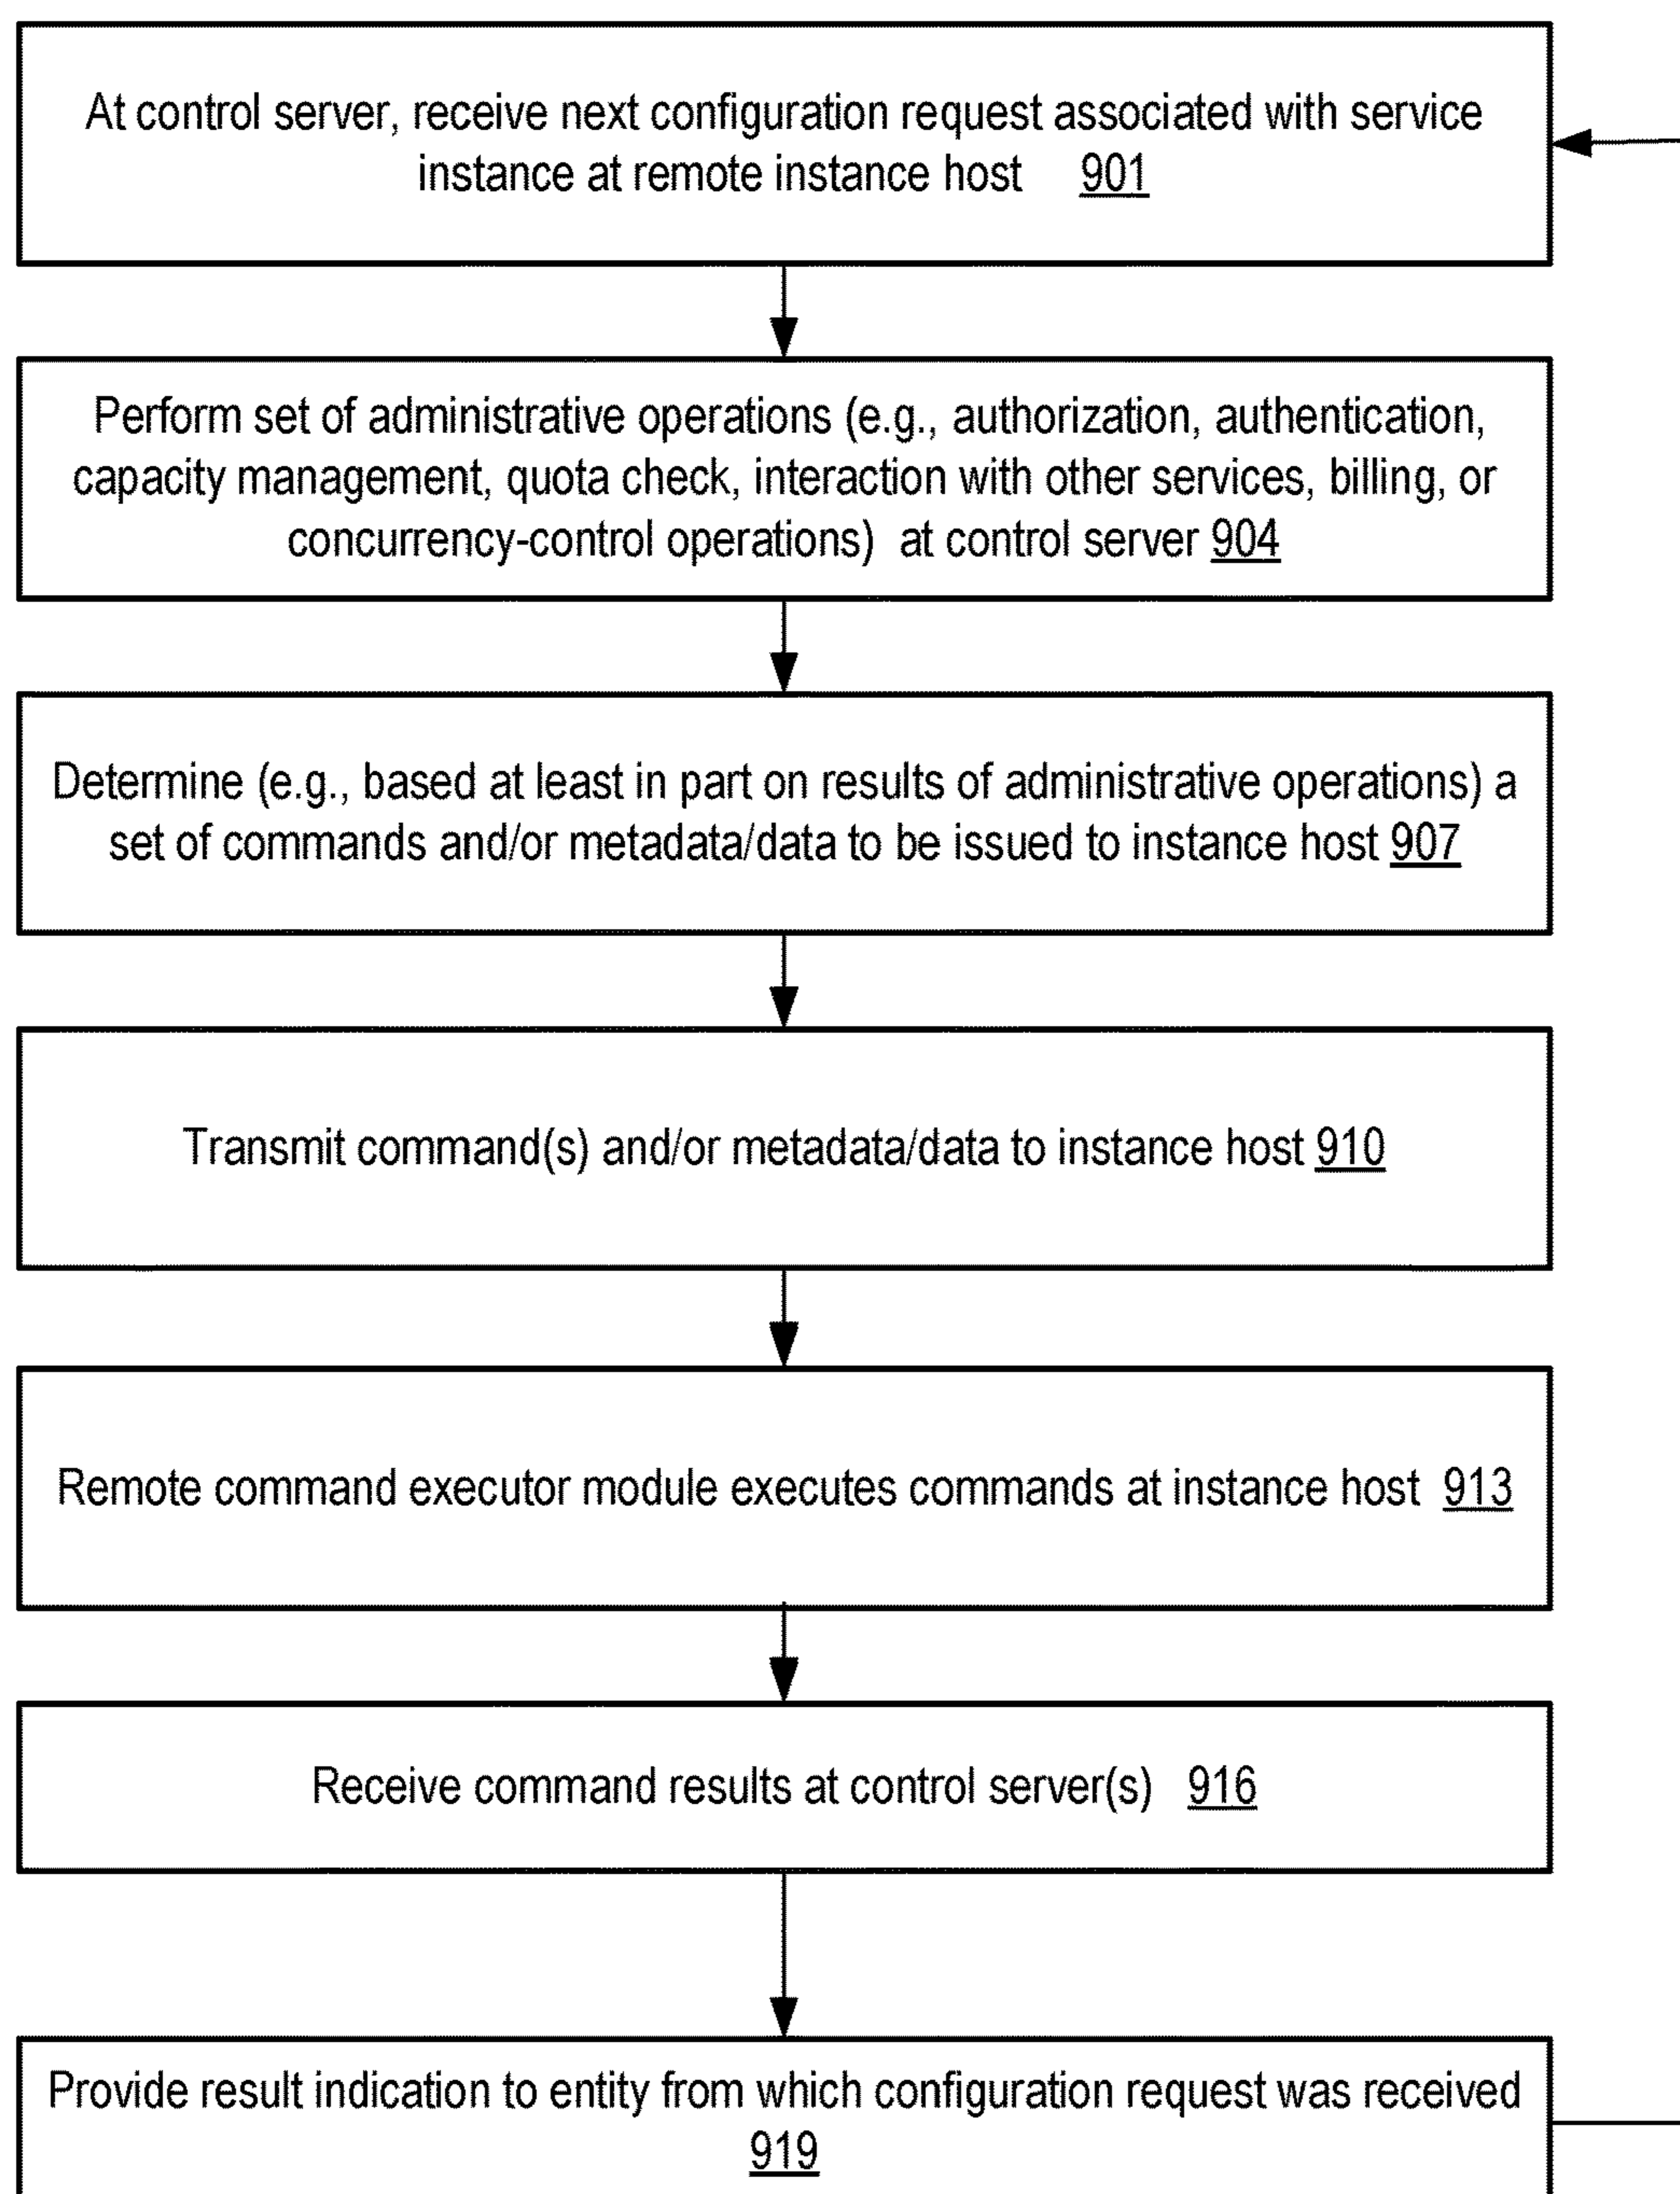 At control server, receive next configuration request associated with service
instance at remote instance host 901
Perform set of administrative operations (e.g., authorization, authentication,
capacity management, quota check, interaction with other services, billing, or
concurrency-control operations) at control server 904
Determine (e.g., based at least in part on results of administrative operations) a
set of commands and/or metadata/data to be issued to instance host 907
Transmit command(s) and/or metadata/data to instance host 910
Remote command executor module executes commands at instance host 913
Receive command results at control server(s) 916
Provide result indication to entity from which configuration request was received
919